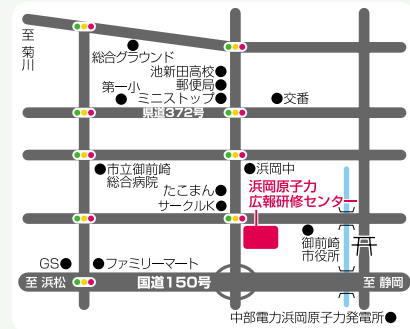 至
菊
川
総合グラウンド
池新田高校
郵便局
第一小
ミニストップ
交番
県道372号
市立御前崎
総合病院
浜岡中
たこまん
サークルK
浜岡原子力
広報研修センター
御前崎
市役所
GS
ファミリーマート
至 浜松
国道150号
至 静岡
中部電力浜岡原子力発電所